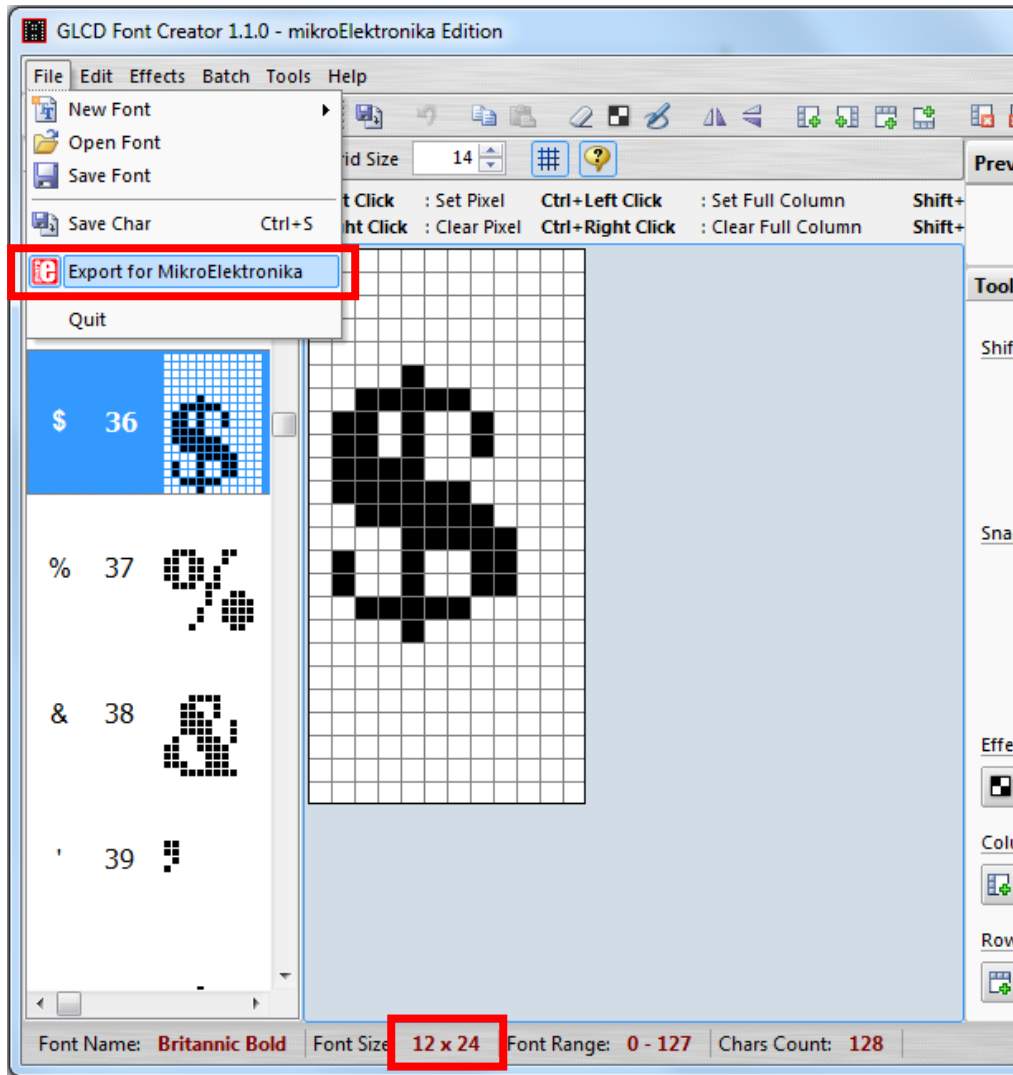 GLCD Font Creator 1.1.0 - mikroElektronika Edition
File Edit Effects Batch Tools Help
New Font
Open Font
Save Font
Save Char Ctrl+S
Export for MikroElektronika
Quit
rid Size 14
t Click : Set Pixel Ctrl+Left Click : Set Full Column Shift+
ht Click : Clear Pixel Ctrl+Right Click : Clear Full Column Shift+
Prev
Tool
Shif
Sna
Effe
Colu
Row
$ 36 $
% 37 %
& 38 &
' 39 '
$
Font Name: Britannic Bold Font Size 12 x 24 Font Range: 0 - 127 Chars Count: 128